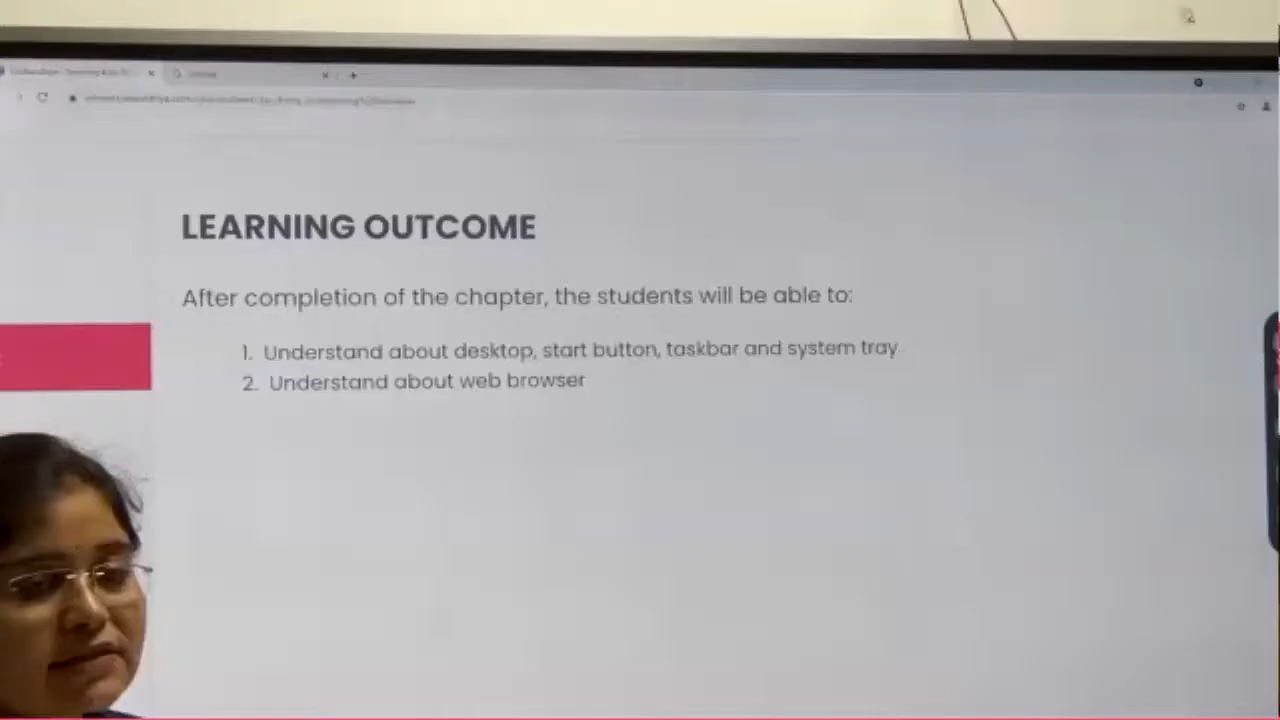 LEARNING OUTCOME
After completion of the chapter, the students will be able to:
1. Understand about desktop, start button, taskbar and system tray
2. Understand about web browser